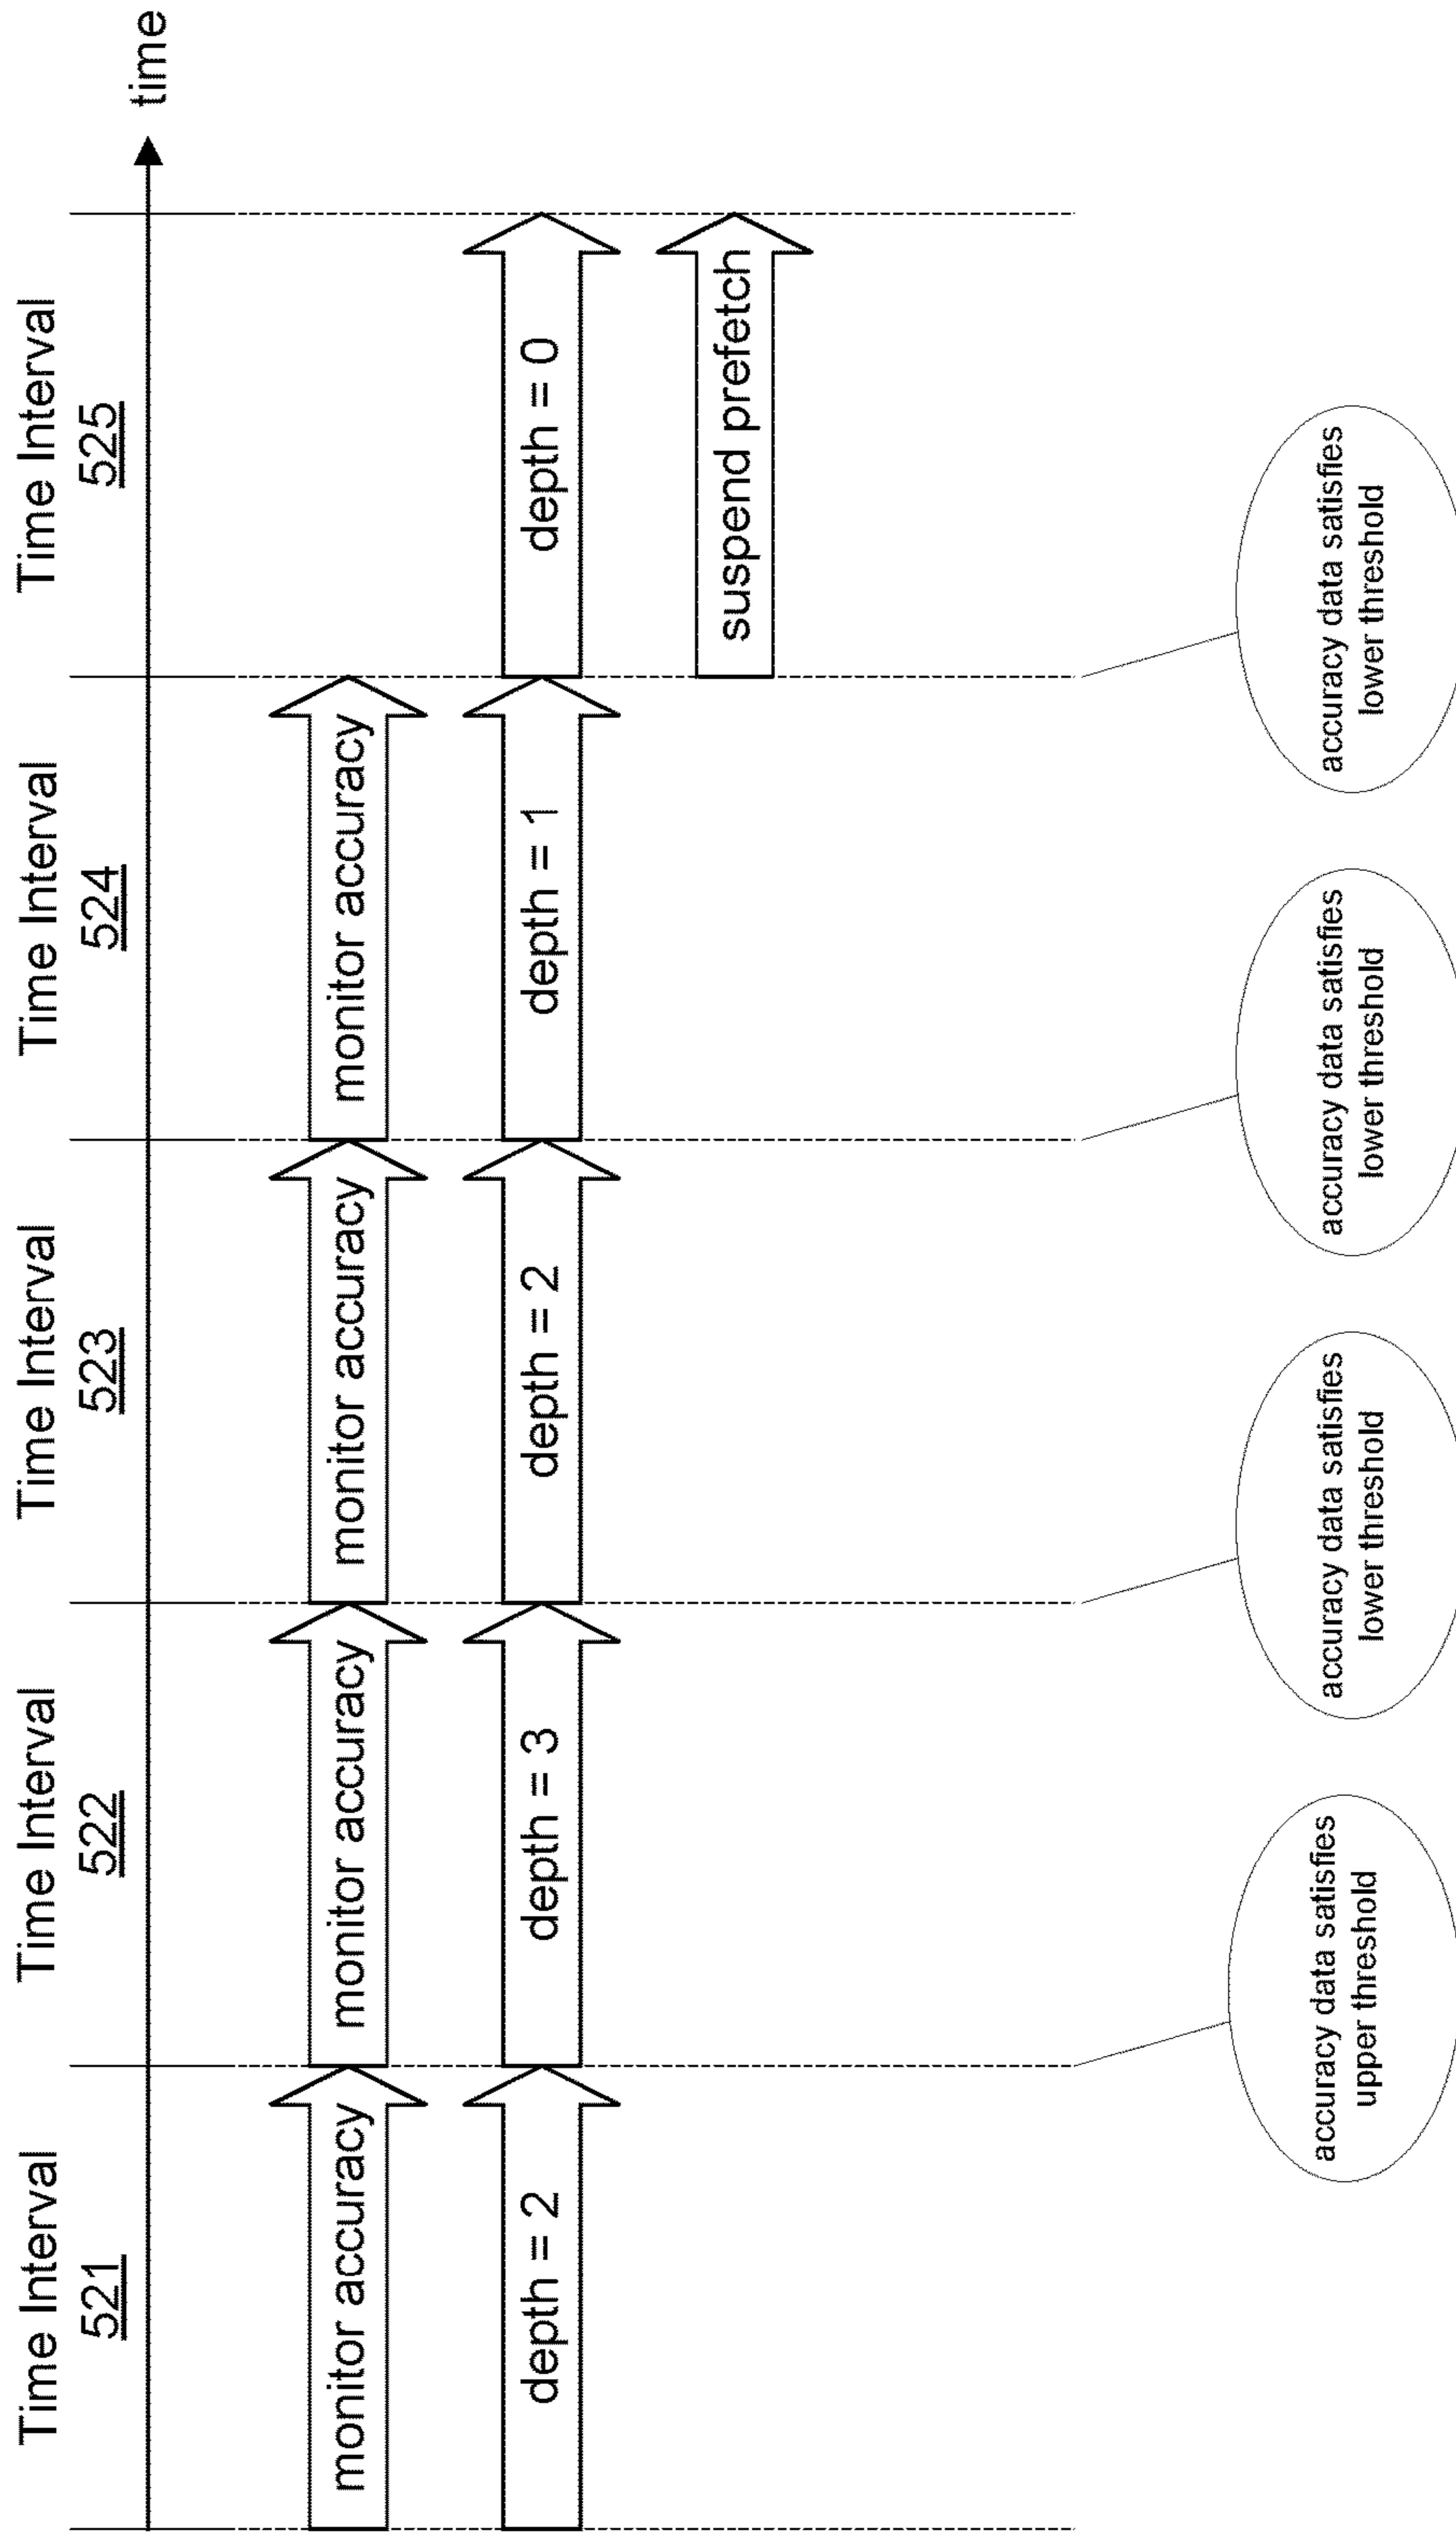 Time Interval
521
Time Interval
522
Time Interval
523
Time Interval
524
Time Interval
525
time
monitor accuracy
monitor accuracy
monitor accuracy
monitor accuracy
depth = 2
depth = 3
depth = 2
depth = 1
depth = 0
suspend prefetch
accuracy data satisfies
upper threshold
accuracy data satisfies
lower threshold
accuracy data satisfies
lower threshold
accuracy data satisfies
lower threshold